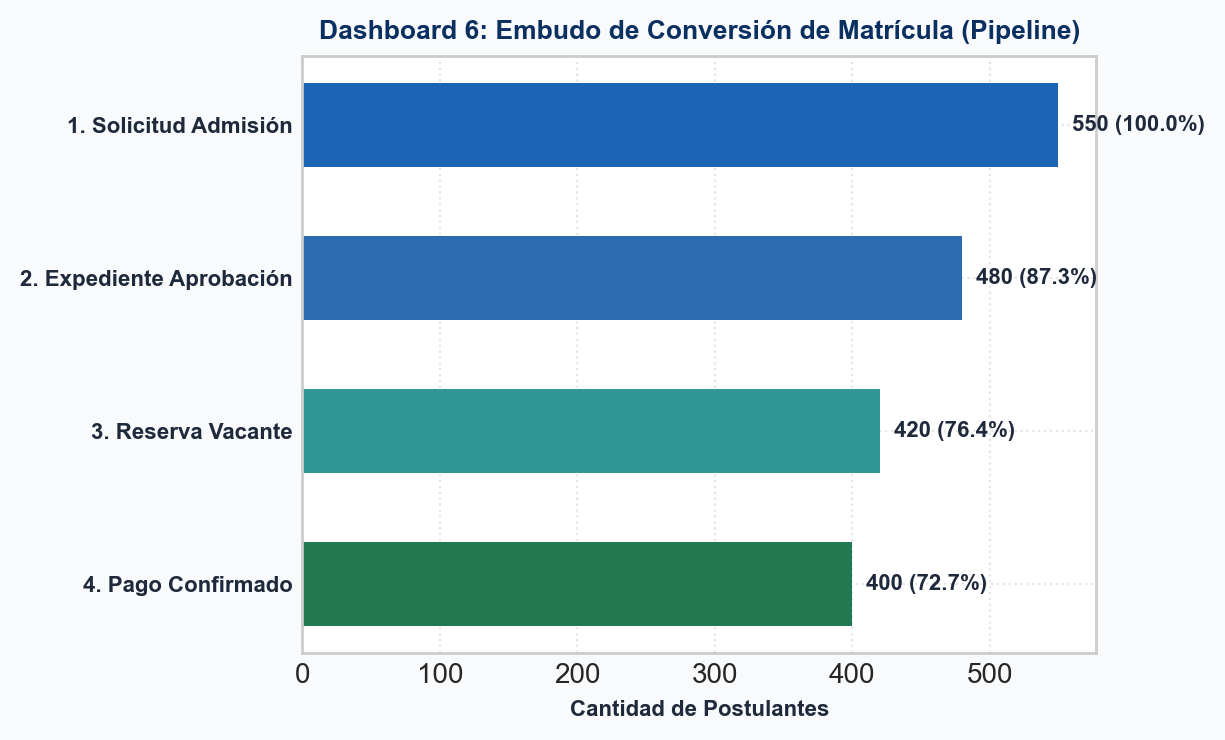 Dashboard 6: Embudo de Conversión de Matrícula (Pipeline)
1. Solicitud Admisión
550 (100.0%)
2. Expediente Aprobación
480 (87.3%)
3. Reserva Vacante
420 (76.4%)
4. Pago Confirmado
400 (72.7%)
0 100 200 300 400 500
Cantidad de Postulantes